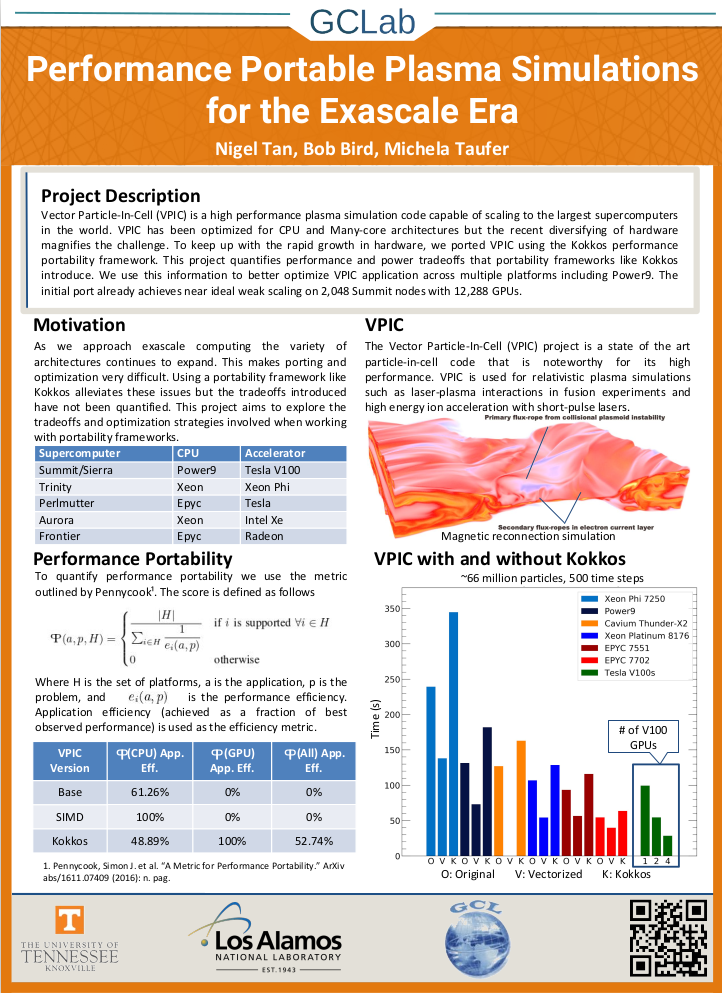 GCLab
Performance Portable Plasma Simulations
for the Exascale Era
Nigel Tan, Bob Bird, Michela Taufer
Project Description
Vector Particle-In-Cell (VPIC) is a high performance plasma simulation code capable of scaling to the largest supercomputers
in the world. VPIC has been optimized for CPU and Many-core architectures but the recent diversifying of hardware
magnifies the challenge. To keep up with the rapid growth in hardware, we ported VPIC using the Kokkos performance
portability framework. This project quantifies performance and power tradeoffs that portability frameworks like Kokkos
introduce. We use this information to better optimize VPIC application across multiple platforms including Power9. The
initial port already achieves near ideal weak scaling on 2,048 Summit nodes with 12,288 GPUs.
Motivation
As we approach exascale computing the variety of
architectures continues to expand. This makes porting and
optimization very difficult. Using a portability framework like
Kokkos alleviates these issues but the tradeoffs introduced
have not been quantified. This project aims to explore the
tradeoffs and optimization strategies involved when working
with portability frameworks.
Supercomputer CPU Accelerator
Summit/Sierra Power9 Tesla V100
Trinity Xeon Xeon Phi
Perlmutter Epyc Tesla
Aurora Xeon Intel Xe
Frontier Epyc Radeon
Performance Portability
To quantify performance portability we use the metric
outlined by Pennycook¹. The score is defined as follows
Ф(a, p, H) = { |H| / ∑i∈H 1/ei(a, p) if i is supported ∀i ∈ H
0 otherwise
Where H is the set of platforms, a is the application, p is the
problem, and ei(a, p) is the performance efficiency.
Application efficiency (achieved as a fraction of best
observed performance) is used as the efficiency metric.
VPIC Version Ф(CPU) App. Eff. Ф(GPU) App. Eff. Ф(All) App. Eff.
Base 61.26% 0% 0%
SIMD 100% 0% 0%
Kokkos 48.89% 100% 52.74%
1. Pennycook, Simon J. et al. “A Metric for Performance Portability.” ArXiv
abs/1611.07409 (2016): n. pag.
VPIC
The Vector Particle-In-Cell (VPIC) project is a state of the art
particle-in-cell code that is noteworthy for its high
performance. VPIC is used for relativistic plasma simulations
such as laser-plasma interactions in fusion experiments and
high energy ion acceleration with short-pulse lasers.
Primary flux-rope from collisional plasmoid instability
Secondary flux-ropes in electron current layer
Magnetic reconnection simulation
VPIC with and without Kokkos
~66 million particles, 500 time steps
Time (s)
350
300
250
200
150
100
50
0
Xeon Phi 7250
Power9
Cavium Thunder-X2
Xeon Platinum 8176
EPYC 7551
EPYC 7702
Tesla V100s
# of V100
GPUs
O V K O V K O V K O V K O V K O V K 1 2 4
O: Original V: Vectorized K: Kokkos
T
THE UNIVERSITY OF
TENNESSEE
KNOXVILLE
Los Alamos
NATIONAL LABORATORY
EST.1943
GCL